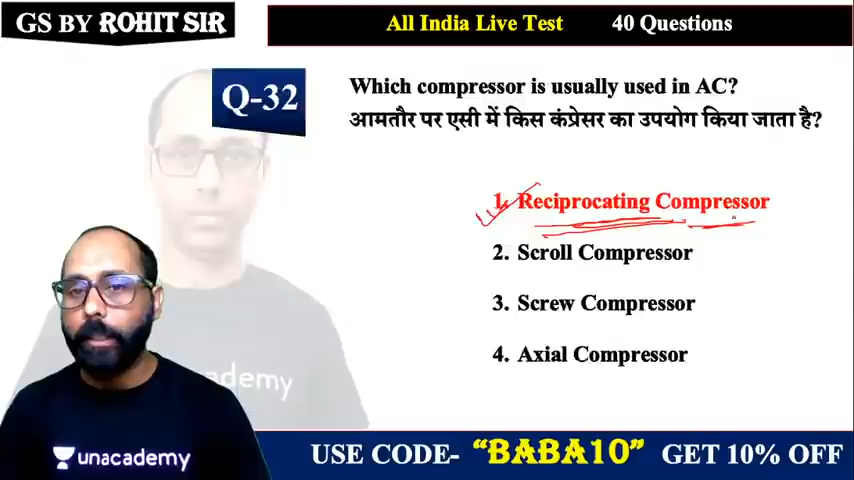 GS BY ROHIT SIR
All India Live Test 40 Questions
Q-32
Which compressor is usually used in AC?
आमतौर पर एसी में किस कंप्रेसर का उपयोग किया जाता है?
1. Reciprocating Compressor
2. Scroll Compressor
3. Screw Compressor
4. Axial Compressor
ademy
unacademy
USE CODE- “BABA10” GET 10% OFF